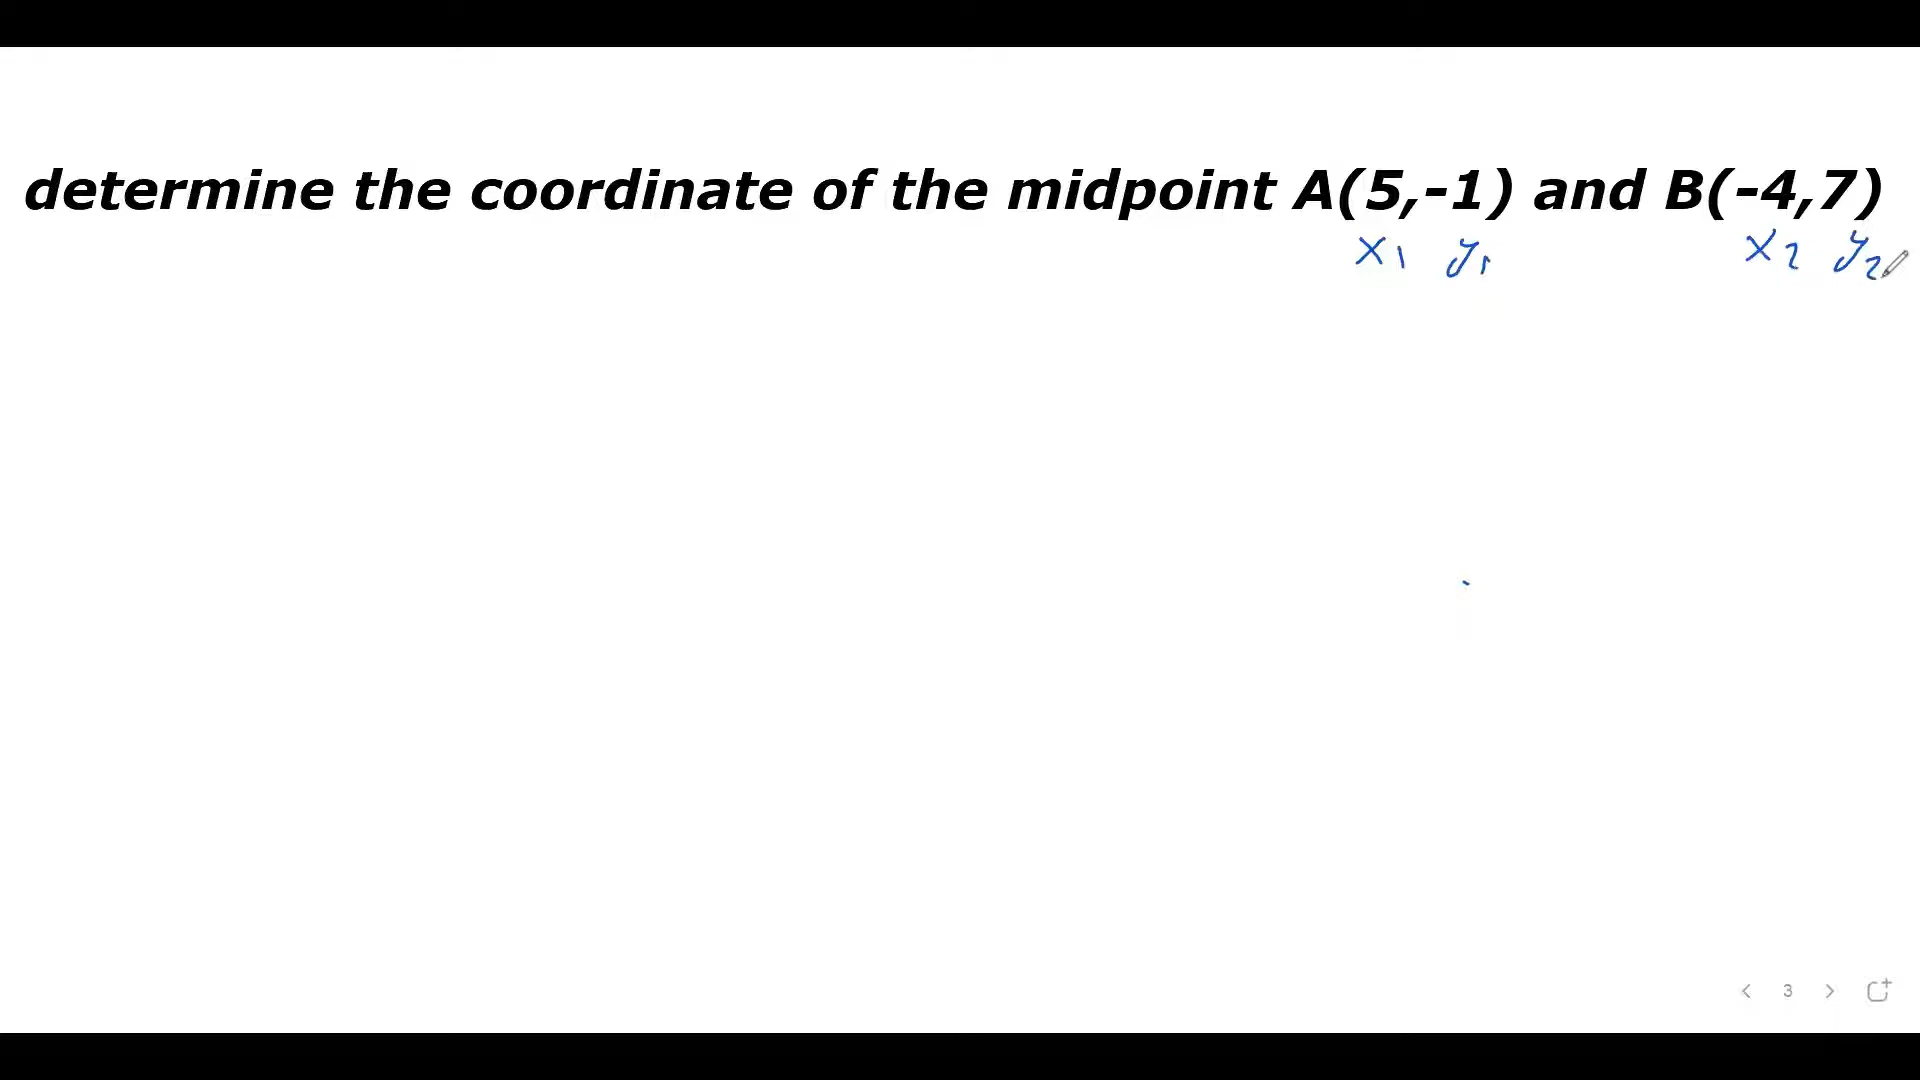 determine the coordinate of the midpoint A(5,-1) and B(-4,7)
x1 y1 x2 y2
3